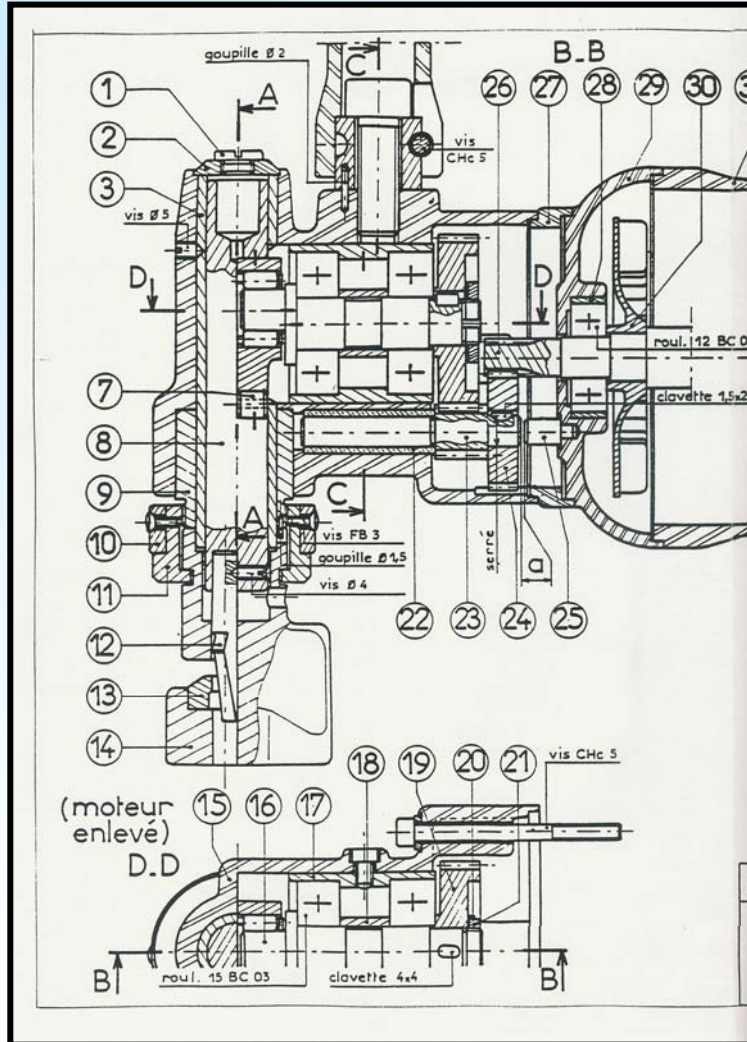 goupille Ø 2
C
B_B
26
27
28
29
30
3
1
A
vis
CHc 5
2
3
vis Ø 5
D
D
roul. 12 BC 0
7
clavette 1,5x2
8
9
C
A
vis FB 3
10
goupille Ø 1,5
serré
a
11
vis Ø 4
22
23
24
25
12
13
14
vis CHc 5
(moteur
enlevé)
D_D
15
16
17
18
19
20
21
B
B
roul. 15 BC 03
clavette 4x4